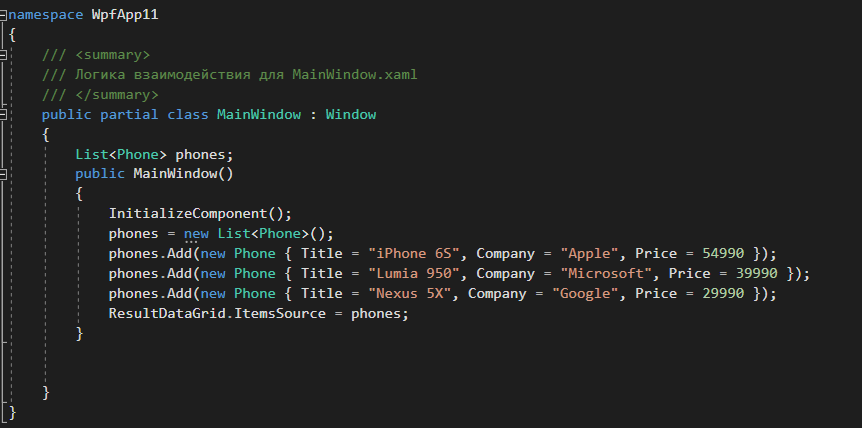 namespace WpfApp11
{
/// <summary>
/// Логика взаимодействия для MainWindow.xaml
/// </summary>
public partial class MainWindow : Window
{
List<Phone> phones;
public MainWindow()
{
InitializeComponent();
phones = new List<Phone>();
phones.Add(new Phone { Title = "iPhone 6S", Company = "Apple", Price = 54990 });
phones.Add(new Phone { Title = "Lumia 950", Company = "Microsoft", Price = 39990 });
phones.Add(new Phone { Title = "Nexus 5X", Company = "Google", Price = 29990 });
ResultDataGrid.ItemsSource = phones;
}
}
}